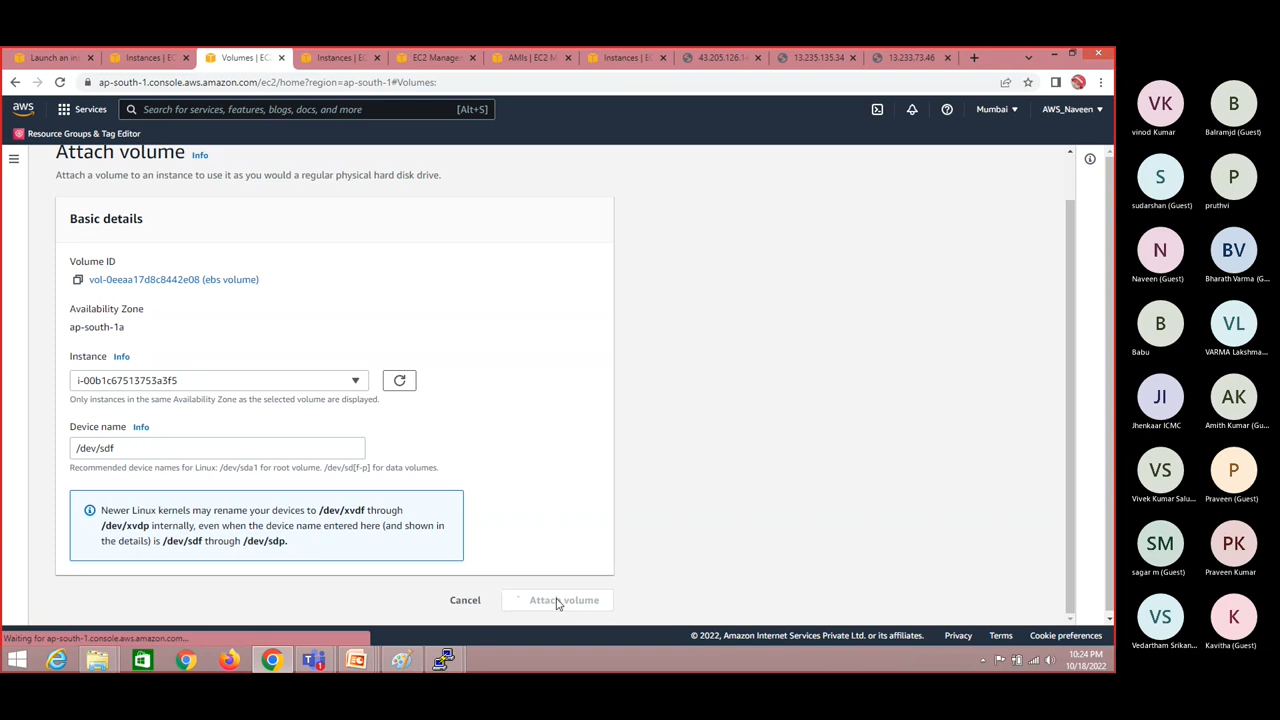 Launch an ins
Instances | EC
Volumes | EC
Instances | EC
EC2 Manage
AMIs | EC2 M
Instances | EC
43.205.126.14
13.235.135.34
13.233.73.46
ap-south-1.console.aws.amazon.com/ec2/home?region=ap-south-1#Volumes:
aws
Services
Search for services, features, blogs, docs, and more
[Alt+S]
Mumbai
AWS_Naveen
Resource Groups & Tag Editor
Attach volume
Info
Attach a volume to an instance to use it as you would a regular physical hard disk drive.
Basic details
Volume ID
vol-0eeaa17d8c8442e08 (ebs volume)
Availability Zone
ap-south-1a
Instance Info
i-00b1c67513753a3f5
Only instances in the same Availability Zone as the selected volume are displayed.
Device name Info
/dev/sdf
Recommended device names for Linux: /dev/sda1 for root volume. /dev/sd[f-p] for data volumes.
Newer Linux kernels may rename your devices to /dev/xvdf through
/dev/xvdp internally, even when the device name entered here (and shown in
the details) is /dev/sdf through /dev/sdp.
Cancel
Attach volume
Waiting for ap-south-1.console.aws.amazon.com...
© 2022, Amazon Internet Services Private Ltd. or its affiliates.
Privacy
Terms
Cookie preferences
10:24 PM
10/18/2022
VK
vinod Kumar
B
Balramjd (Guest)
S
sudarshan (Guest)
P
pruthvi
N
Naveen (Guest)
BV
Bharath Varma (G...
B
Babu
VL
VARMA Lakshma...
JI
Jhenkaar ICMC
AK
Amith Kumar (Gu...
VS
Vivek Kumar Salu...
P
Praveen (Guest)
SM
sagar m (Guest)
PK
Praveen Kumar
VS
Vedartham Srikan...
K
Kavitha (Guest)